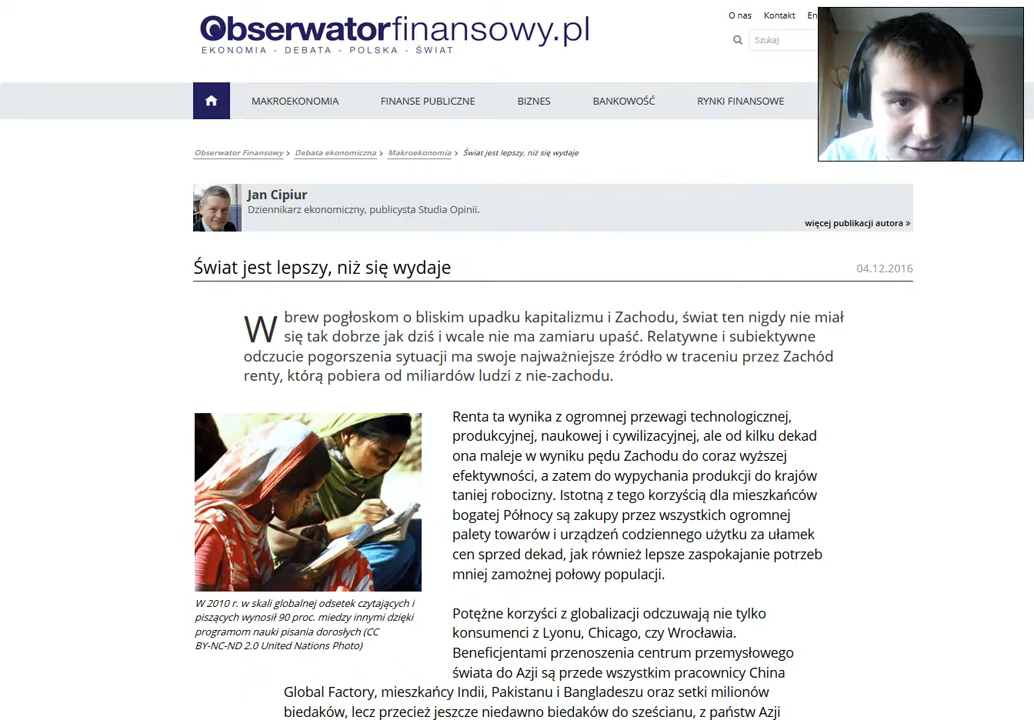 Obserwatorfinansowy.pl
EKONOMIA - DEBATA - POLSKA - ŚWIAT
O nas Kontakt En
Szukaj
MAKROEKONOMIA FINANSE PUBLICZNE BIZNES BANKOWOŚĆ RYNKI FINANSOWE
Obserwator Finansowy > Debata ekonomiczna > Makroekonomia > Świat jest lepszy, niż się wydaje
Jan Cipiur
Dziennikarz ekonomiczny, publicysta Studia Opinii.
więcej publikacji autora »
Świat jest lepszy, niż się wydaje 04.12.2016
Wbrew pogłoskom o bliskim upadku kapitalizmu i Zachodu, świat ten nigdy nie miał
się tak dobrze jak dziś i wcale nie ma zamiaru upaść. Relatywne i subiektywne
odczucie pogorszenia sytuacji ma swoje najważniejsze źródło w traceniu przez Zachód
renty, którą pobiera od miliardów ludzi z nie-zachodu.
W 2010 r. w skali globalnej odsetek czytających i
piszących wynosił 90 proc. miedzy innymi dzięki
programom nauki pisania dorosłych (CC
BY-NC-ND 2.0 United Nations Photo)
Renta ta wynika z ogromnej przewagi technologicznej,
produkcyjnej, naukowej i cywilizacyjnej, ale od kilku dekad
ona maleje w wyniku pędu Zachodu do coraz wyższej
efektywności, a zatem do wypychania produkcji do krajów
taniej robocizny. Istotną z tego korzyścią dla mieszkańców
bogatej Północy są zakupy przez wszystkich ogromnej
palety towarów i urządzeń codziennego użytku za ułamek
cen sprzed dekad, jak również lepsze zaspokajanie potrzeb
mniej zamożnej połowy populacji.
Potężne korzyści z globalizacji odczuwają nie tylko
konsumenci z Lyonu, Chicago, czy Wrocławia.
Beneficjentami przenoszenia centrum przemysłowego
świata do Azji są przede wszystkim pracownicy China
Global Factory, mieszkańcy Indii, Pakistanu i Bangladeszu oraz setki milionów
biedaków, lecz przecież jeszcze niedawno biedaków do sześcianu, z państw Azji